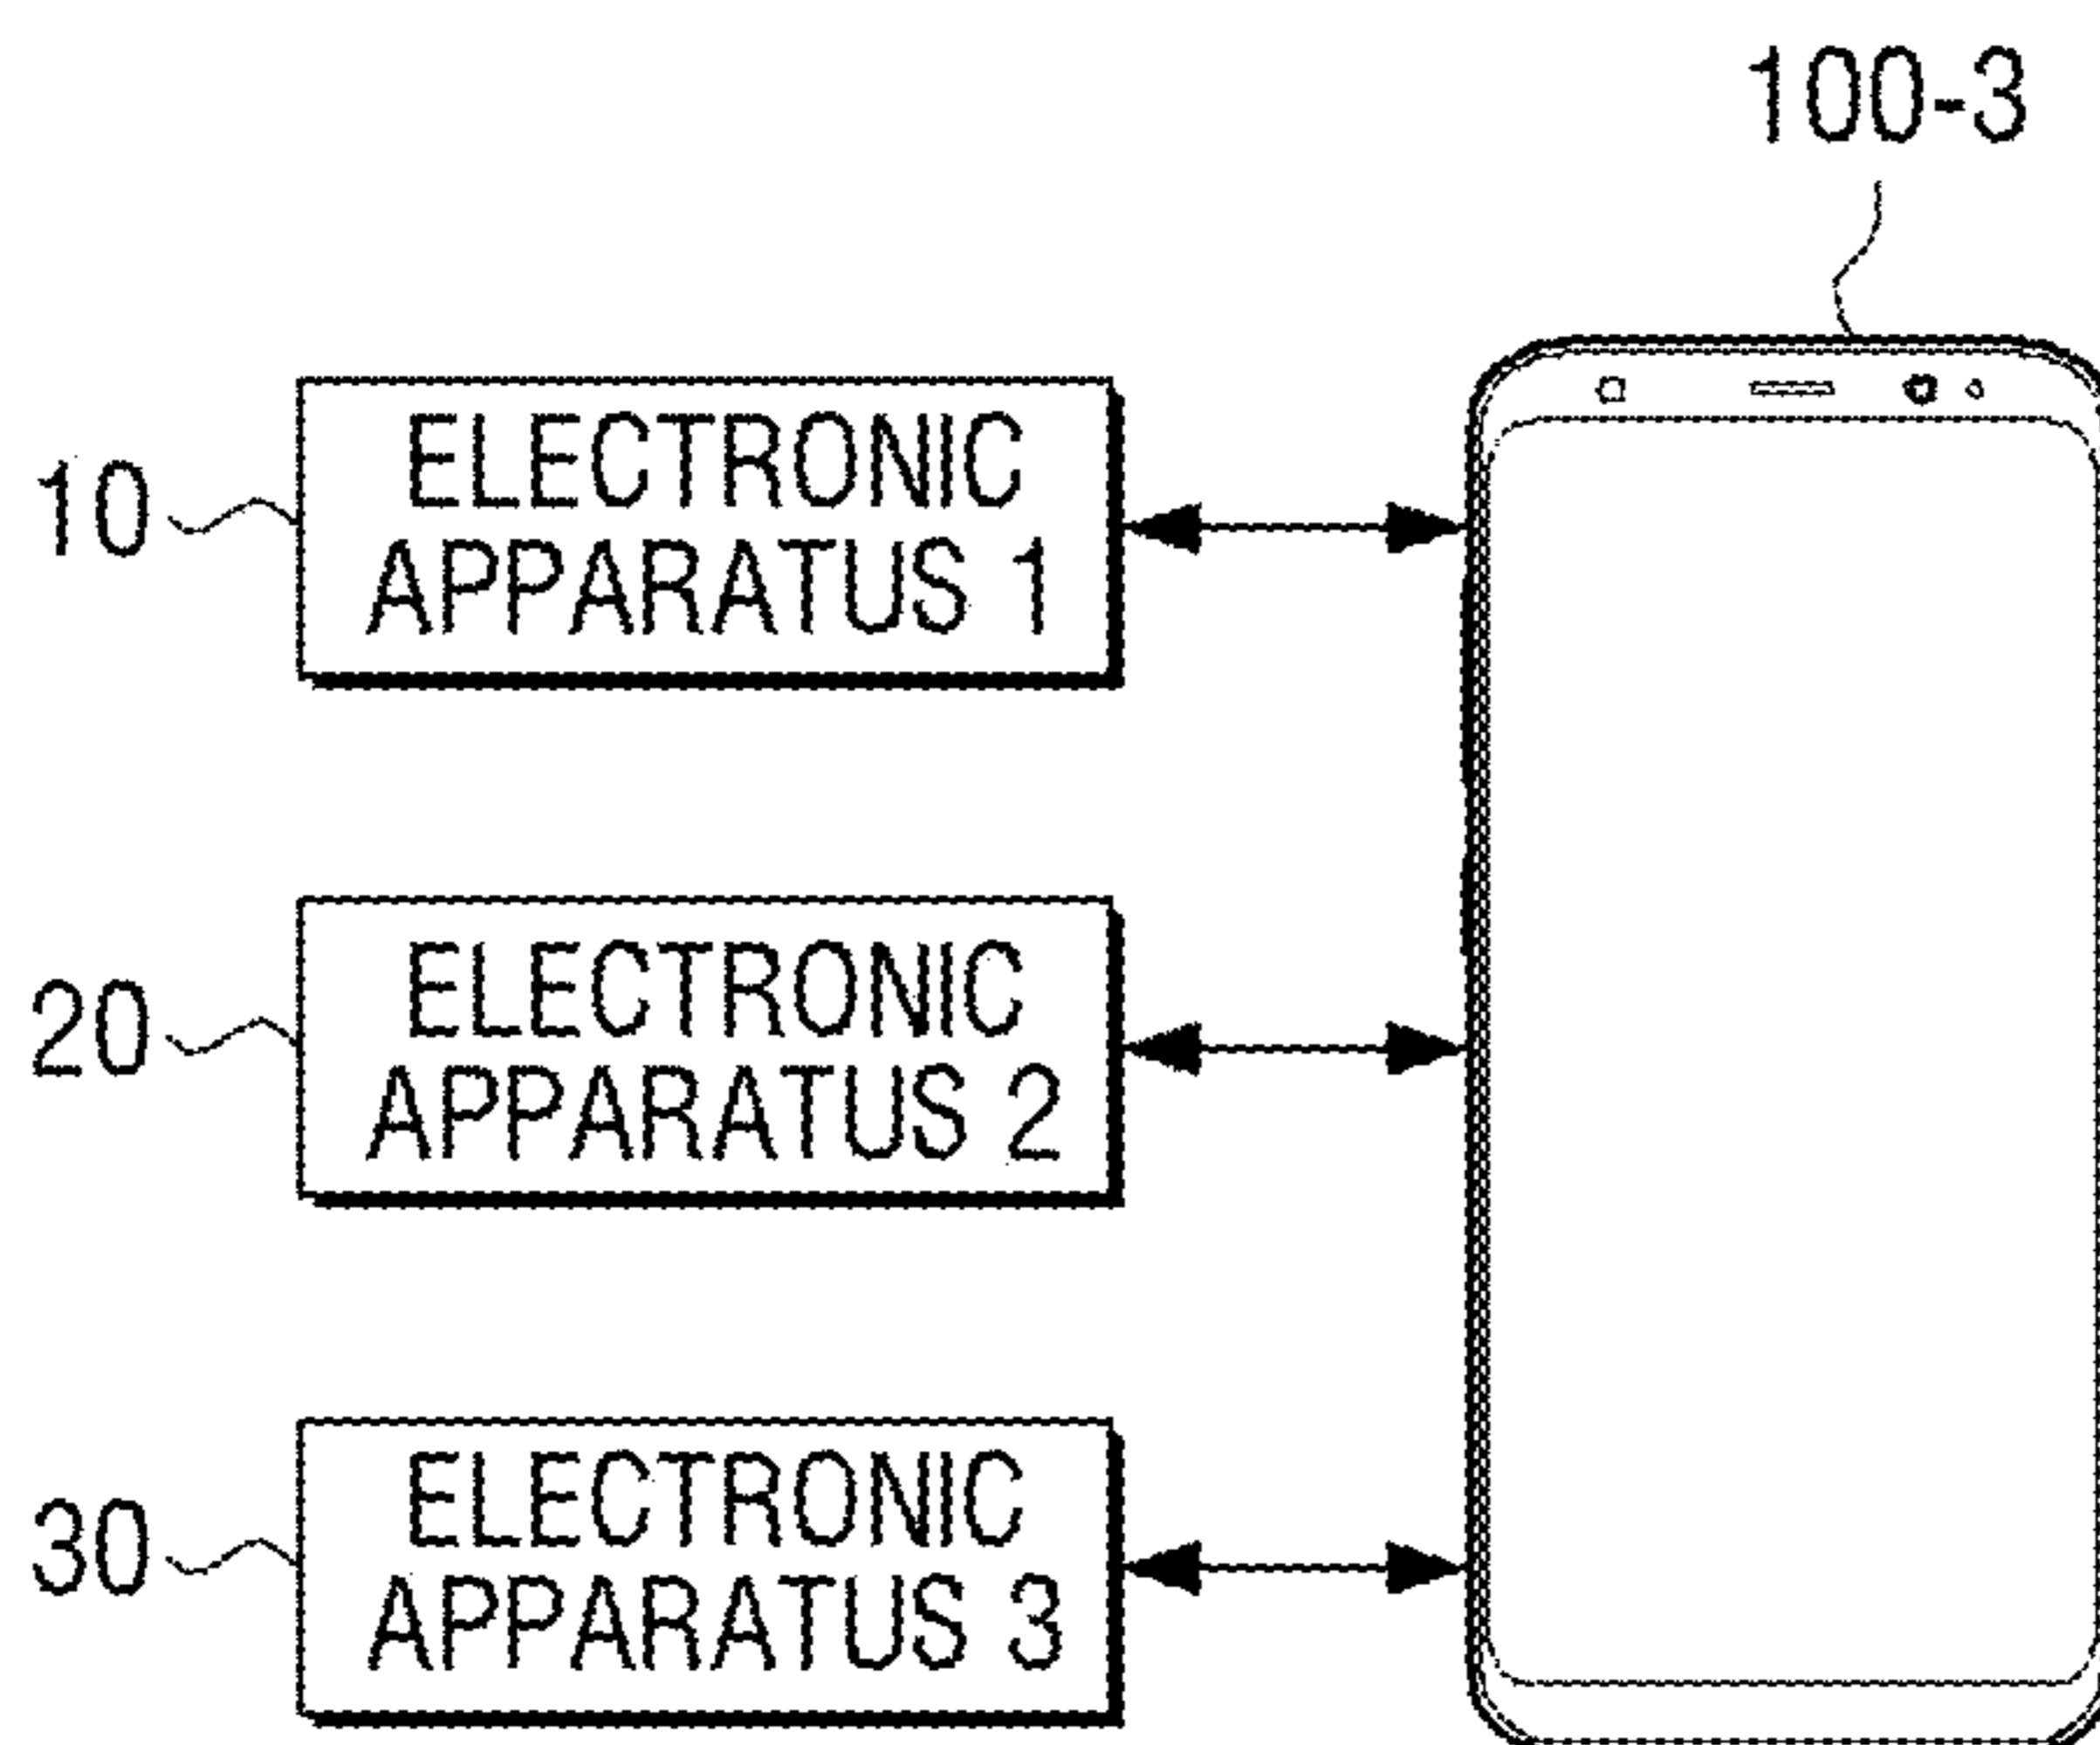 100-3
10
ELECTRONIC
APPARATUS 1
20
ELECTRONIC
APPARATUS 2
30
ELECTRONIC
APPARATUS 3